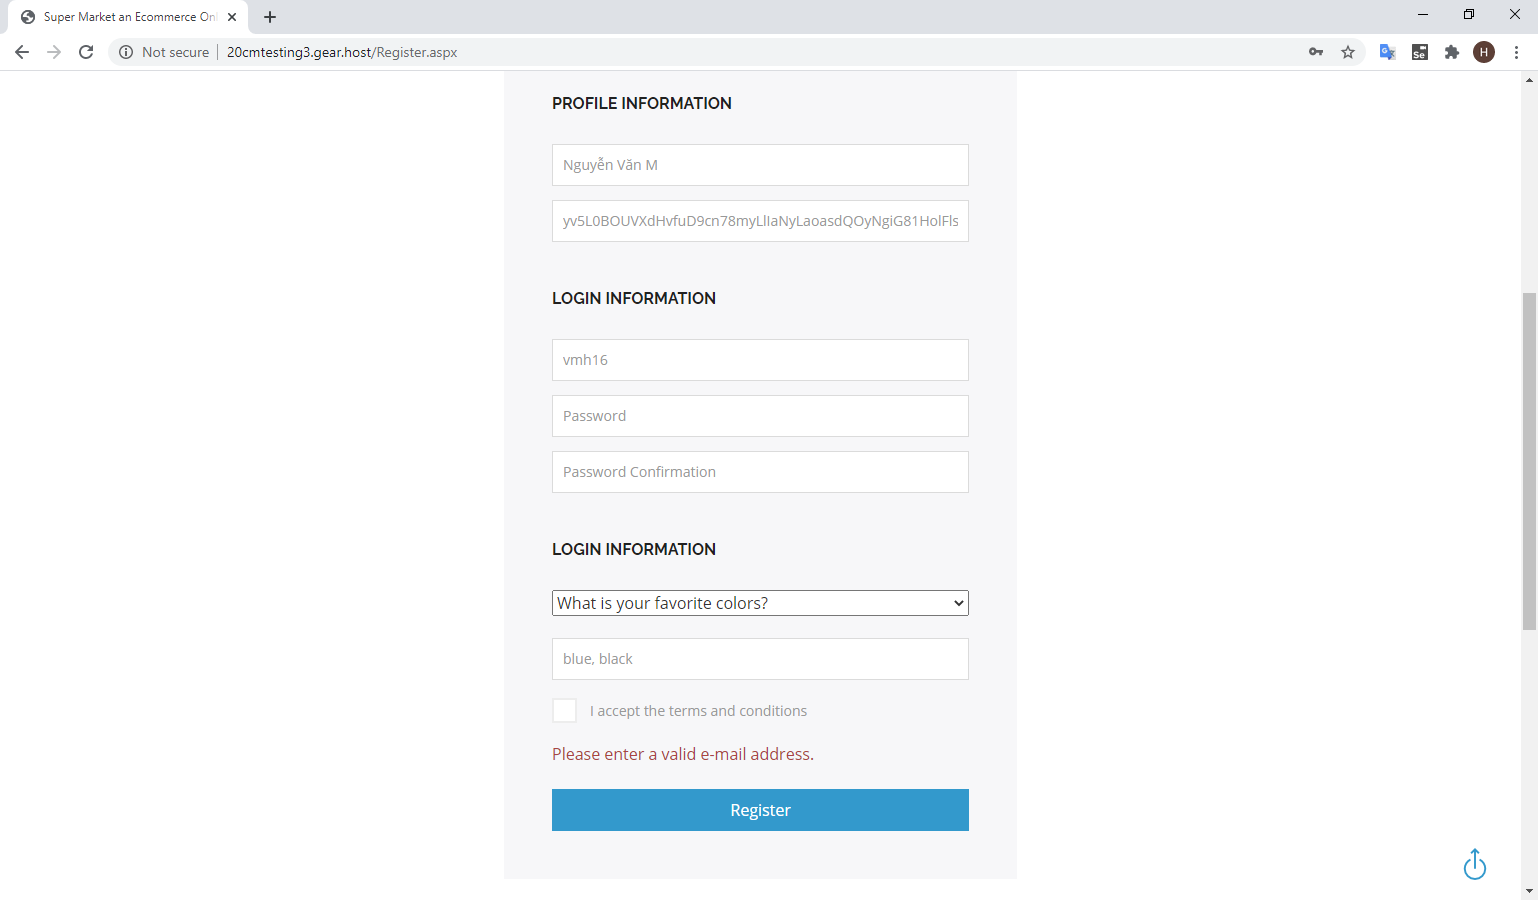 Super Market an Ecommerce Onl
Not secure
20cmtesting3.gear.host/Register.aspx
Se
H
PROFILE INFORMATION
Nguyễn Văn M
yv5L0BOUVXdHvfuD9cn78myLlIaNyLaoasdQOyNgiG81HolFls
LOGIN INFORMATION
vmh16
Password
Password Confirmation
LOGIN INFORMATION
What is your favorite colors?
blue, black
I accept the terms and conditions
Please enter a valid e-mail address.
Register